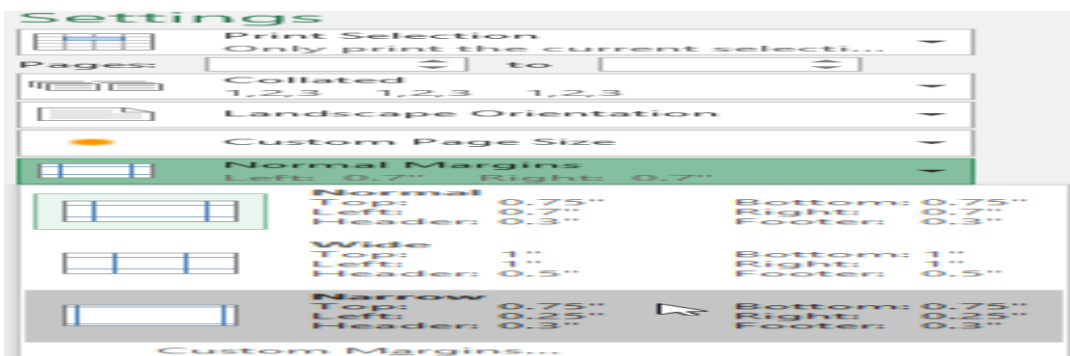 Settings
Print Selection
Only print the current selecti...
Pages: to
Collated
1,2,3 1,2,3 1,2,3
Landscape Orientation
Custom Page Size
Normal Margins
Left: 0.7" Right: 0.7"
Normal
Top: 0.75" Bottom: 0.75"
Left: 0.7" Right: 0.7"
Header: 0.3" Footer: 0.3"
Wide
Top: 1" Bottom: 1"
Left: 1" Right: 1"
Header: 0.5" Footer: 0.5"
Narrow
Top: 0.75" Bottom: 0.75"
Left: 0.25" Right: 0.25"
Header: 0.3" Footer: 0.3"
Custom Margins...